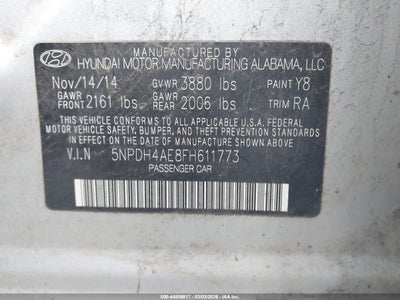 MANUFACTURED BY
HYUNDAI MOTOR MANUFACTURING ALABAMA, LLC
Nov/14/14 GVWR 3880 lbs PAINT Y8
GAWR FRONT 2161 lbs GAWR REAR 2006 lbs TRIM RA
THIS VEHICLE CONFORMS TO ALL APPLICABLE U.S.A. FEDERAL
MOTOR VEHICLE SAFETY, BUMPER, AND THEFT PREVENTION STANDARDS
IN EFFECT ON THE DATE OF MANUFACTURE SHOWN ABOVE.
V.I.N 5NPDH4AE8FH611773
PASSENGER CAR